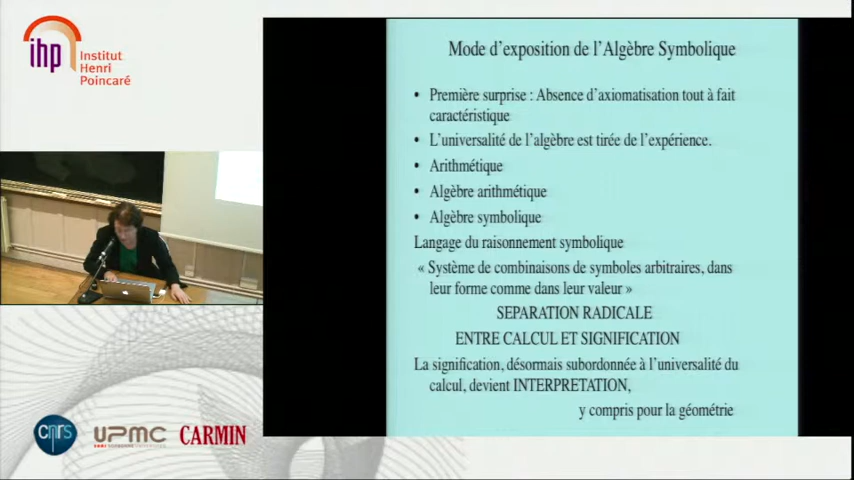 ihp
Institut
Henri
Poincaré
Mode d'exposition de l'Algèbre Symbolique
• Première surprise : Absence d'axiomatisation tout à fait
caractéristique
• L'universalité de l'algèbre est tirée de l'expérience.
• Arithmétique
• Algèbre arithmétique
• Algèbre symbolique
Langage du raisonnement symbolique
« Système de combinaisons de symboles arbitraires, dans
leur forme comme dans leur valeur »
SEPARATION RADICALE
ENTRE CALCUL ET SIGNIFICATION
La signification, désormais subordonnée à l'universalité du
calcul, devient INTERPRETATION,
y compris pour la géométrie
cnrs
UPMC
CARMIN